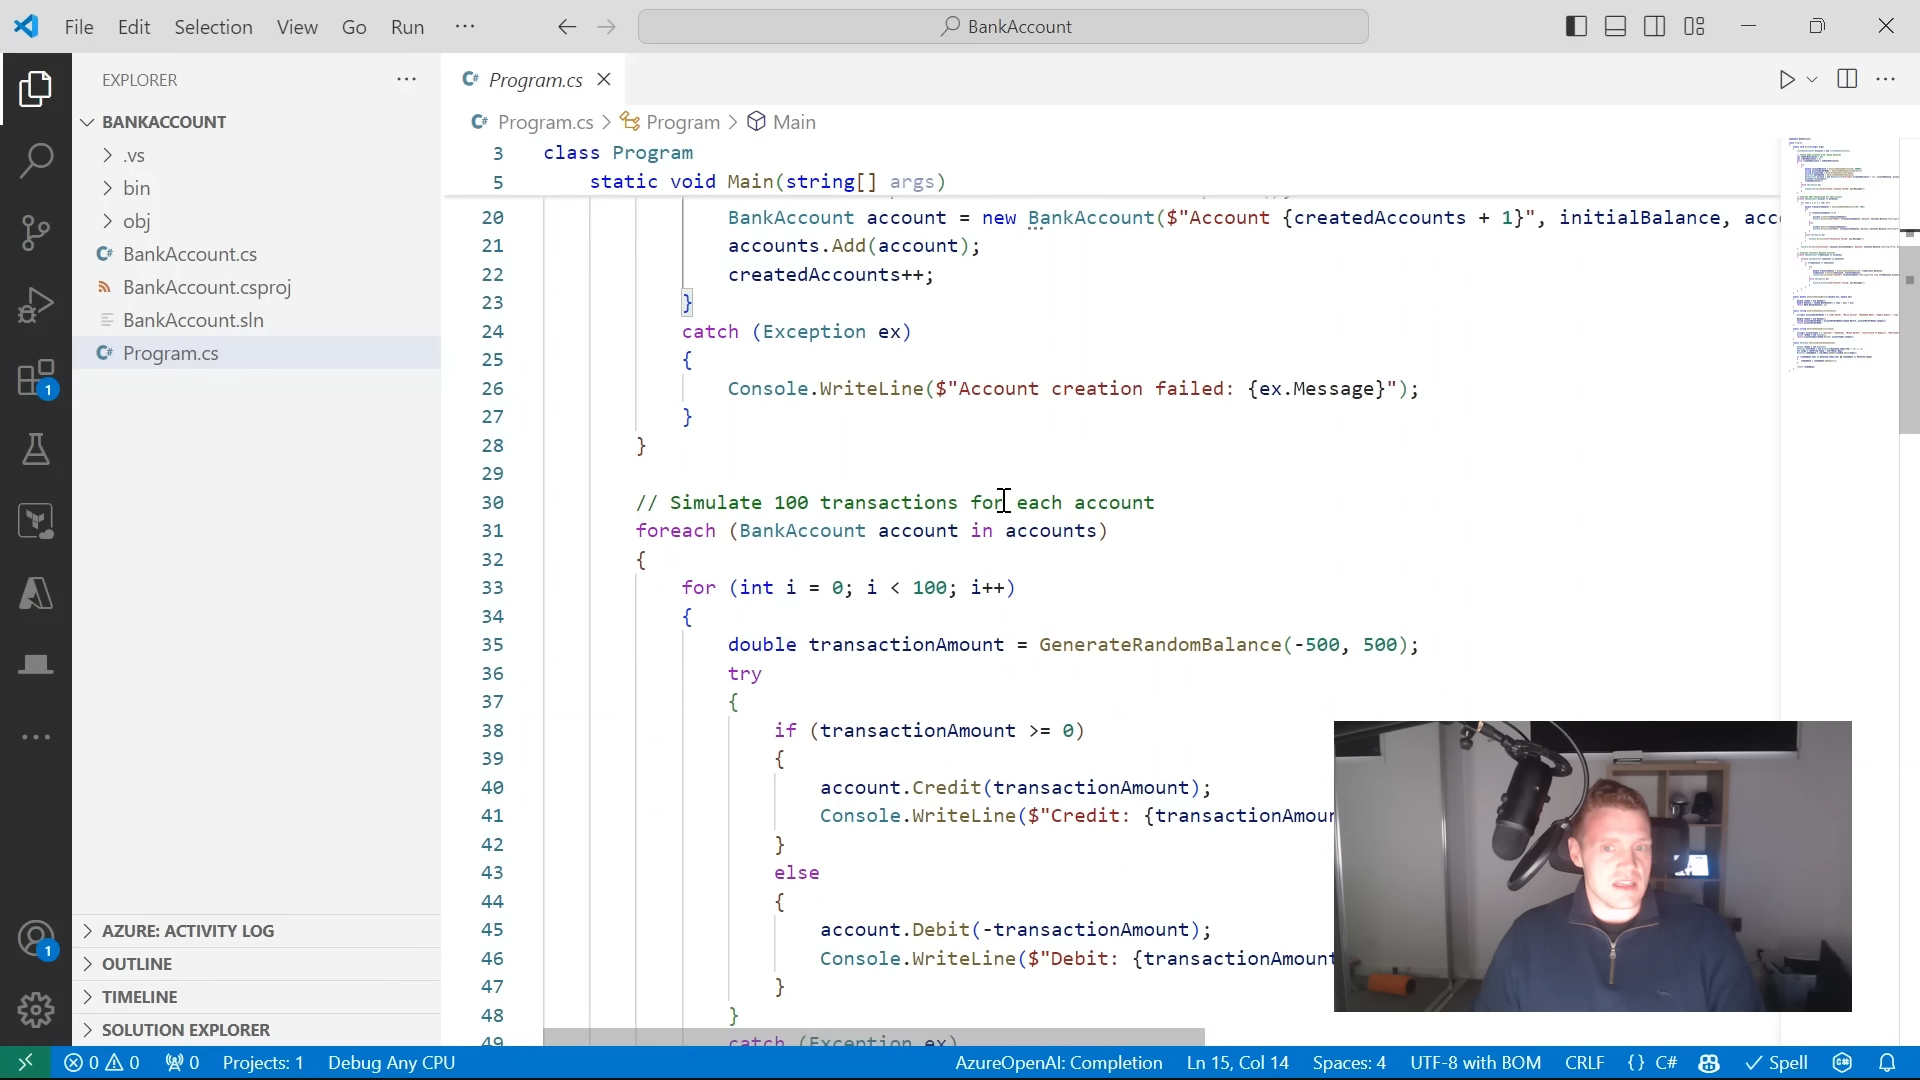 File Edit Selection View Go Run ··· BankAccount
EXPLORER ···
BANKACCOUNT
.vs
bin
obj
BankAccount.cs
BankAccount.csproj
BankAccount.sln
Program.cs
AZURE: ACTIVITY LOG
OUTLINE
TIMELINE
SOLUTION EXPLORER
1
1
Program.cs
Program.cs > Program > Main
3 class Program
5 static void Main(string[] args)
20 BankAccount account = new BankAccount($"Account {createdAccounts + 1}", initialBalance, acc
21 accounts.Add(account);
22 createdAccounts++;
23 }
24 catch (Exception ex)
25 {
26 Console.WriteLine($"Account creation failed: {ex.Message}");
27 }
28 }
29
30 // Simulate 100 transactions for each account
31 foreach (BankAccount account in accounts)
32 {
33 for (int i = 0; i < 100; i++)
34 {
35 double transactionAmount = GenerateRandomBalance(-500, 500);
36 try
37 {
38 if (transactionAmount >= 0)
39 {
40 account.Credit(transactionAmount);
41 Console.WriteLine($"Credit: {transactionAmour
42 }
43 else
44 {
45 account.Debit(-transactionAmount);
46 Console.WriteLine($"Debit: {transactionAmount
47 }
48 }
49 catch (Exception ex)
0 0 0 Projects: 1 Debug Any CPU AzureOpenAI: Completion Ln 15, Col 14 Spaces: 4 UTF-8 with BOM CRLF {} C# Spell